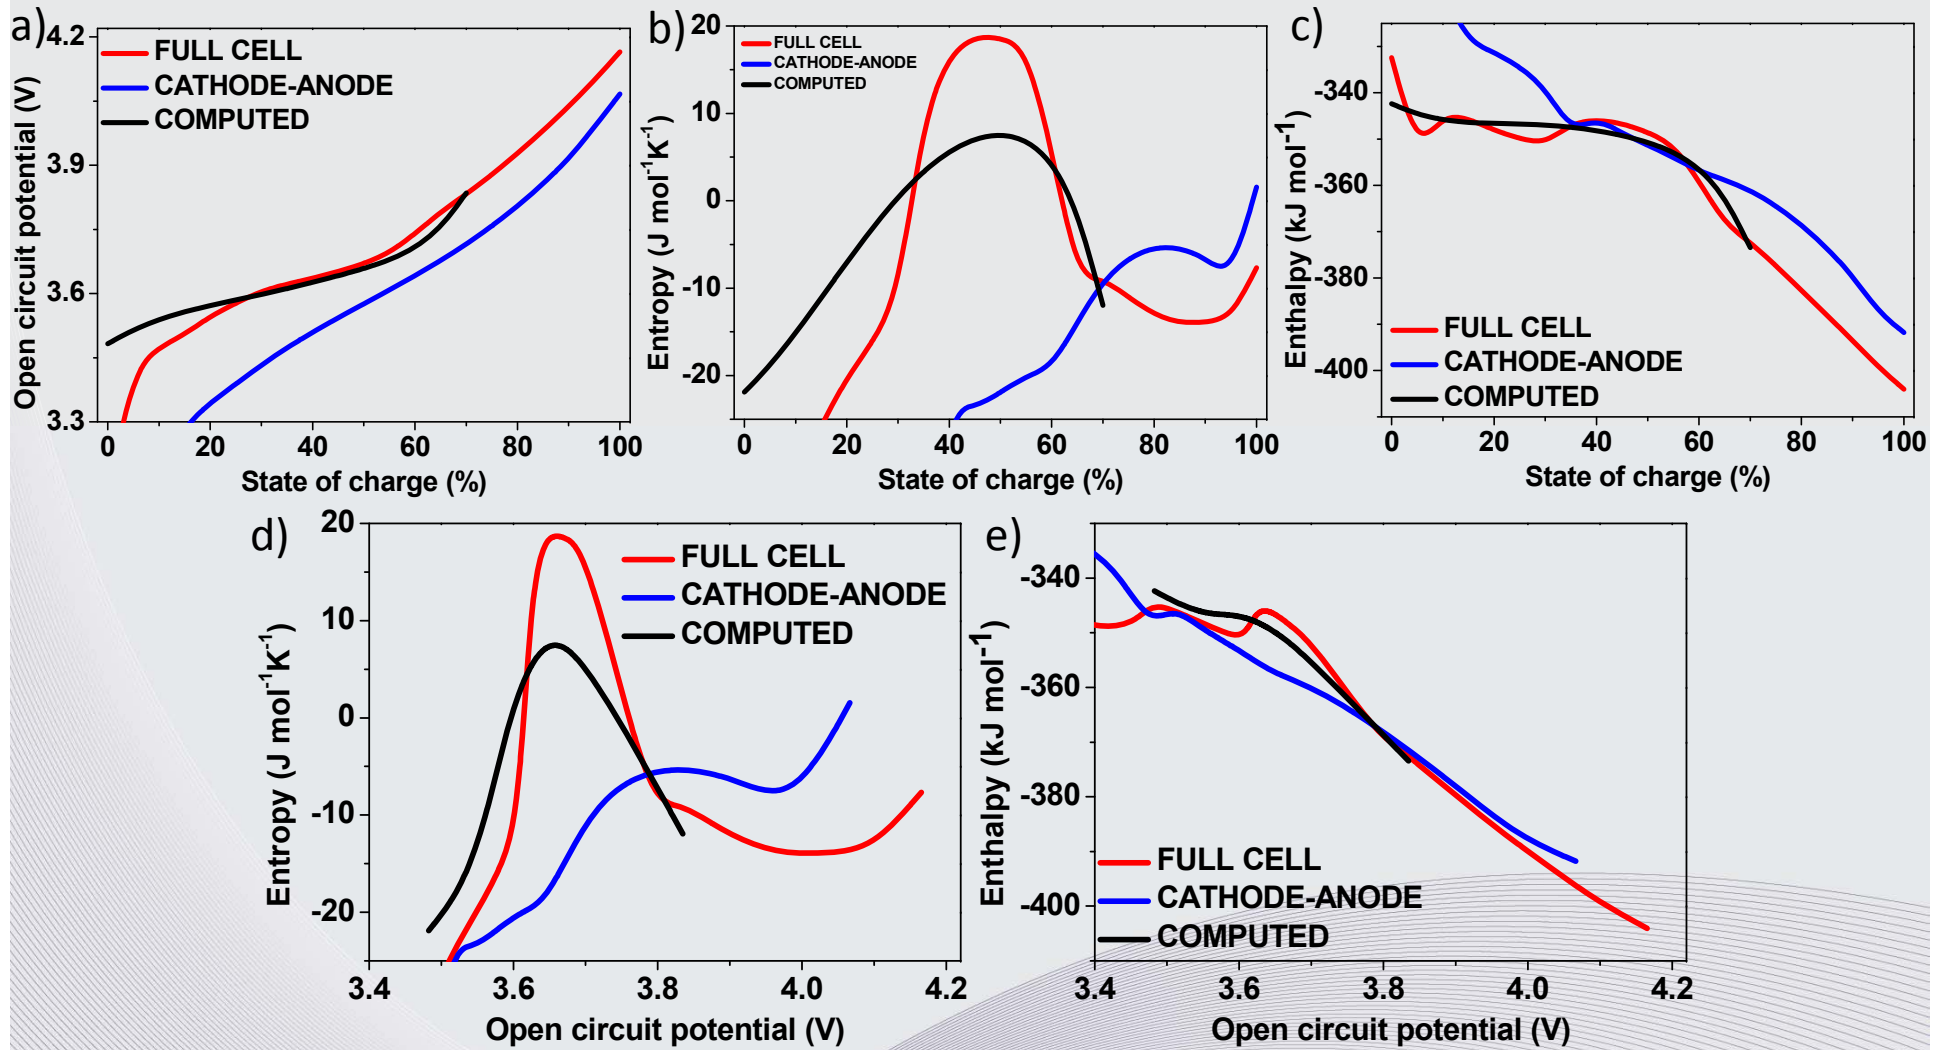 a)
4.2
3.9
3.6
3.3
Open circuit potential (V)
FULL CELL
CATHODE-ANODE
COMPUTED
0 20 40 60 80 100
State of charge (%)
b)
20
10
0
-10
-20
Entropy (J mol-1K-1)
FULL CELL
CATHODE-ANODE
COMPUTED
0 20 40 60 80 100
State of charge (%)
c)
-340
-360
-380
-400
Enthalpy (kJ mol-1)
FULL CELL
CATHODE-ANODE
COMPUTED
0 20 40 60 80 100
State of charge (%)
d)
20
10
0
-10
-20
Entropy (J mol-1K-1)
FULL CELL
CATHODE-ANODE
COMPUTED
3.4 3.6 3.8 4.0 4.2
Open circuit potential (V)
e)
-340
-360
-380
-400
Enthalpy (kJ mol-1)
FULL CELL
CATHODE-ANODE
COMPUTED
3.4 3.6 3.8 4.0 4.2
Open circuit potential (V)